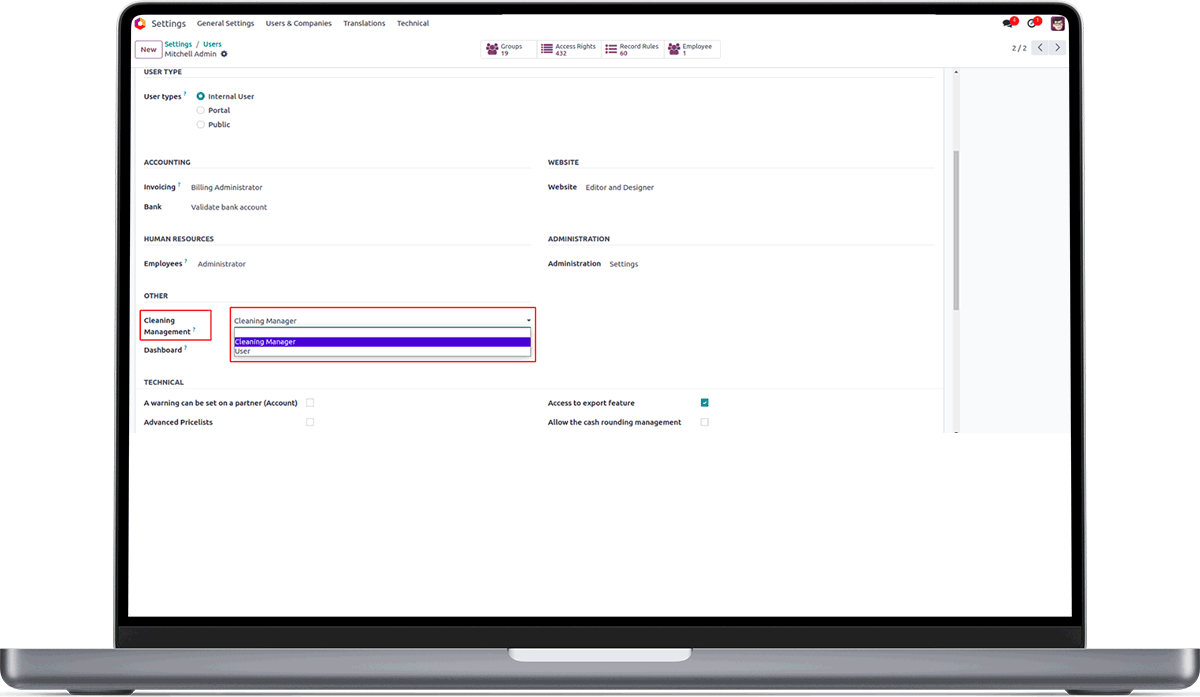 Settings General Settings Users & Companies Translations Technical 4 1
New Settings / Users
Mitchell Admin
Groups 19
Access Rights 432
Record Rules 60
Employee 1
2 / 2
USER TYPE
User types ? Internal User
Portal
Public
ACCOUNTING
Invoicing ? Billing Administrator
Bank Validate bank account
WEBSITE
Website Editor and Designer
HUMAN RESOURCES
Employees ? Administrator
ADMINISTRATION
Administration Settings
OTHER
Cleaning
Management ?
Cleaning Manager
Cleaning Manager
User
Dashboard ?
TECHNICAL
A warning can be set on a partner (Account)
Access to export feature
Advanced Pricelists
Allow the cash rounding management